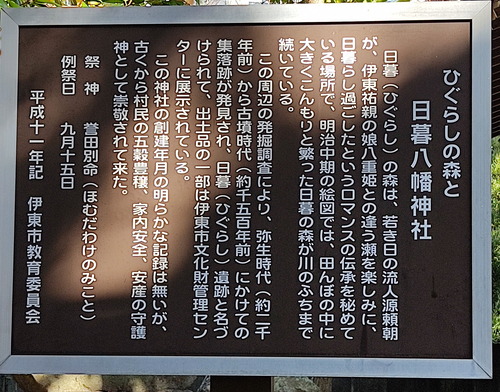 ひぐらしの森と
日暮八幡神社
日暮（ひぐらし）の森は、若き日の流人源頼朝
が、伊東祐親の娘八重姫との逢う瀬を楽しみに、
日暮らし過ごしたというロマンスの伝承を秘めて
いる場所で、明治中期の絵図では、田んぼの中に
大きくこんもりと繁った日暮の森が川のふちまで
続いている。
この周辺の発掘調査により、弥生時代（約二千
年前）から古墳時代（約千五百年前）にかけての
集落跡が発見され、日暮（ひぐらし）遺跡と名づ
けられて、出土品の一部は伊東市文化財管理セン
ターに展示されている。
この神社の創建年月の明らかな記録は無いが、
古くから村民の五穀豊穣、家内安全、安産の守護
神として崇敬されて来た。
祭神　誉田別命（ほむだわけのみこと）
例祭日　九月十五日
平成十一年記　伊東市教育委員会